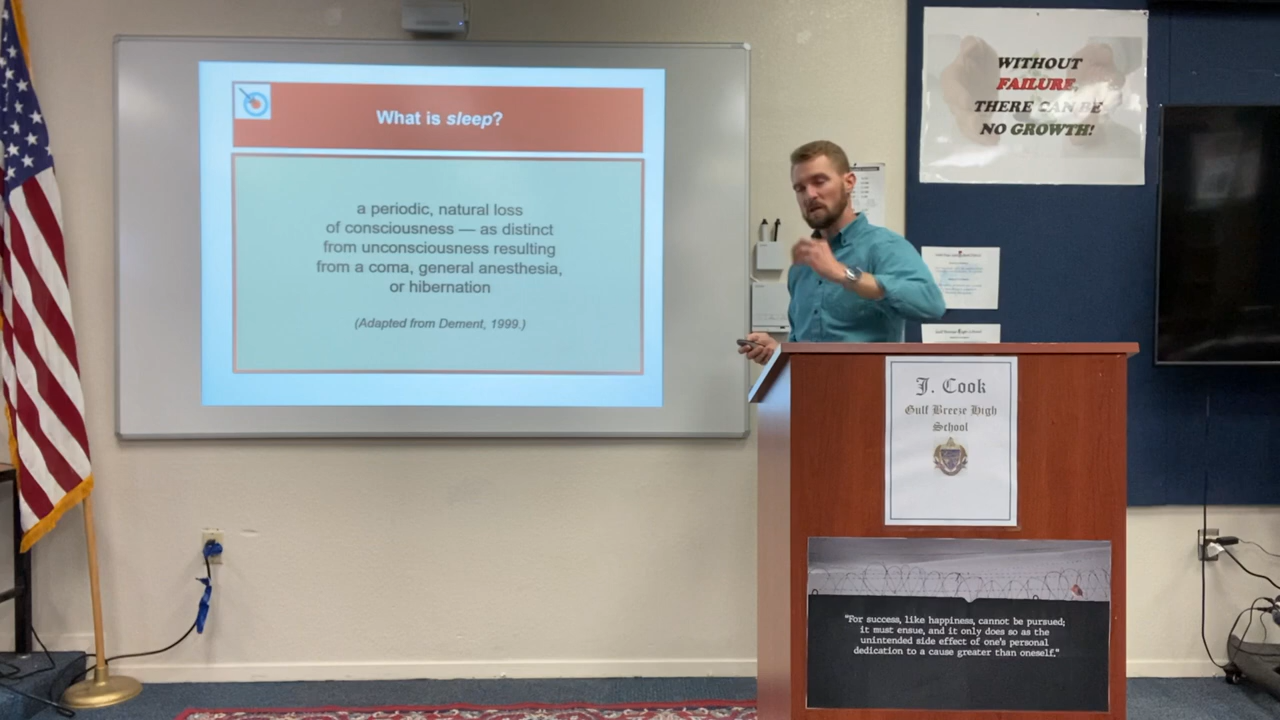 What is sleep?
a periodic, natural loss
of consciousness — as distinct
from unconsciousness resulting
from a coma, general anesthesia,
or hibernation
(Adapted from Dement, 1999.)
WITHOUT
FAILURE,
THERE CAN BE
NO GROWTH!
J. Cook
Gulf Breeze High
School
"For success, like happiness, cannot be pursued;
it must ensue, and it only does so as the
unintended side effect of one's personal
dedication to a cause greater than oneself."